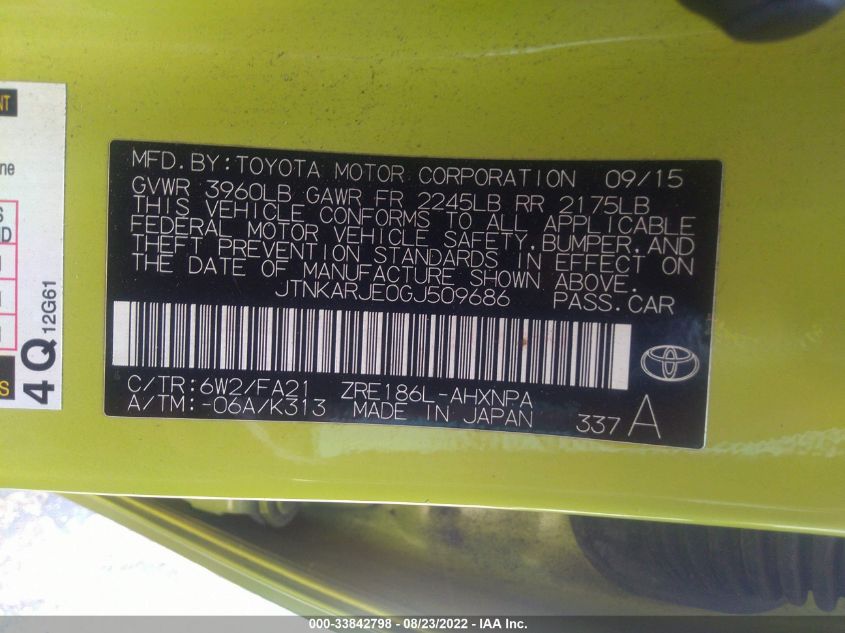 MFD.BY:TOYOTA MOTOR CORPORATION 09/15
GVWR 3960LB GAWR FR 2245LB RR 2175LB
THIS VEHICLE CONFORMS TO ALL APPLICABLE
FEDERAL MOTOR VEHICLE SAFETY,BUMPER,AND
THEFT PREVENTION STANDARDS IN EFFECT ON
THE DATE OF MANUFACTURE SHOWN ABOVE.
JTNKARJE0GJ509686 PASS.CAR
C/TR:6W2/FA21 ZRE186L-AHXNPA
A/TM:-06A/K313 MADE IN JAPAN 337 A
4Q 12G61
000-33842798 - 08/23/2022 - IAA Inc.